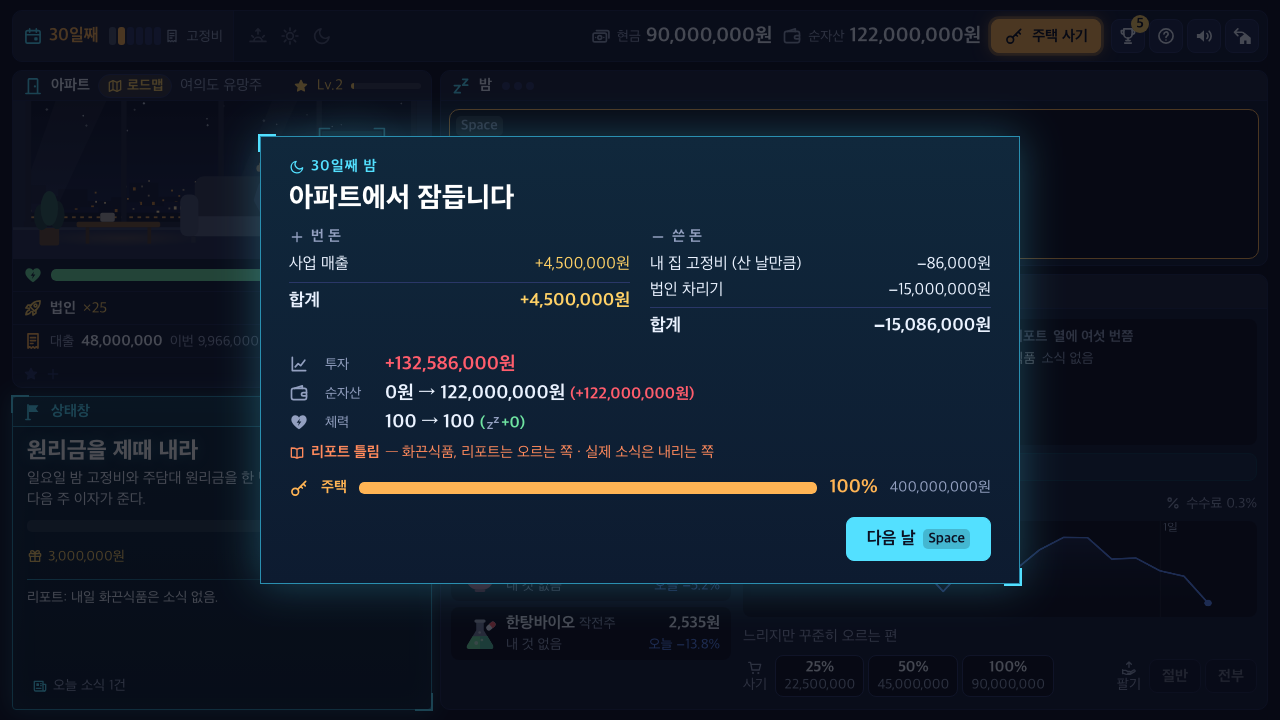 30일째 고정비 현금 90,000,000원 순자산 122,000,000원 주택 사기 5
아파트 로드맵 여의도 유망주 Lv.2
밤
Space
30일째 밤
아파트에서 잠듭니다
번 돈
사업 매출 +4,500,000원
합계 +4,500,000원
쓴 돈
내 집 고정비 (산 날만큼) −86,000원
법인 차리기 −15,000,000원
합계 −15,086,000원
투자 +132,586,000원
순자산 0원 → 122,000,000원 (+122,000,000원)
체력 100 → 100 (zz+0)
리포트 틀림 — 화끈식품, 리포트는 오르는 쪽 · 실제 소식은 내리는 쪽
주택 100% 400,000,000원
다음 날 Space
법인 ×25
대출 48,000,000 이번 9,966,000
상태창
원리금을 제때 내라
일요일 밤 고정비와 주담대 원리금을 한
다음 주 이자가 준다.
3,000,000원
리포트: 내일 화끈식품은 소식 없음.
오늘 소식 1건
리포트 열에 여섯 번쯤
소식 없음
수수료 0.3%
1일
내 것 없음 오늘 −3.2%
한탕바이오 작전주 2,535원
내 것 없음 오늘 −13.8%
느리지만 꾸준히 오르는 편
사기
25%
22,500,000
50%
45,000,000
100%
90,000,000
팔기
절반
전부